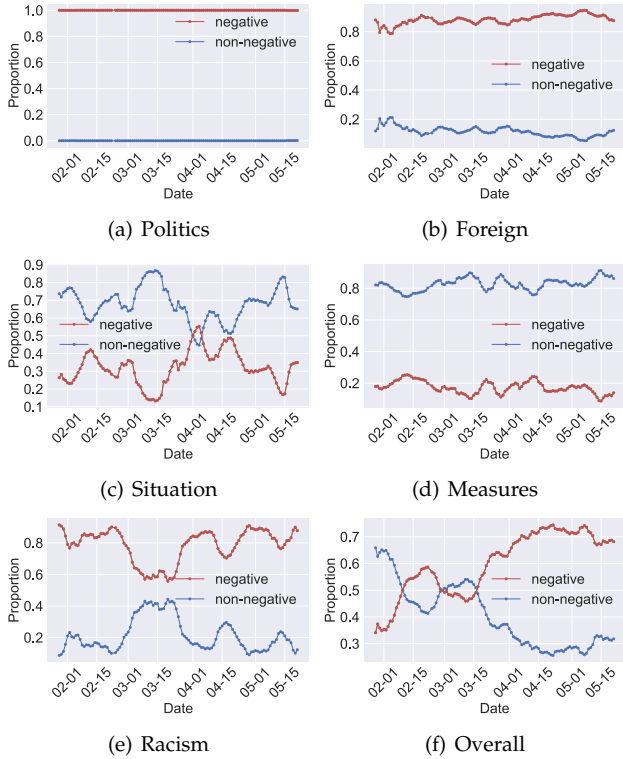 1.0
0.8
0.6
0.4
0.2
0.0
Proportion
negative
non-negative
02-01
02-15
03-01
03-15
04-01
04-15
05-01
05-15
Date
(a) Politics
0.8
0.6
0.4
0.2
Proportion
negative
non-negative
02-01
02-15
03-01
03-15
04-01
04-15
05-01
05-15
Date
(b) Foreign
0.9
0.8
0.7
0.6
0.5
0.4
0.3
0.2
0.1
Proportion
negative
non-negative
02-01
02-15
03-01
03-15
04-01
04-15
05-01
05-15
Date
(c) Situation
0.8
0.6
0.4
0.2
Proportion
negative
non-negative
02-01
02-15
03-01
03-15
04-01
04-15
05-01
05-15
Date
(d) Measures
0.8
0.6
0.4
0.2
Proportion
negative
non-negative
02-01
02-15
03-01
03-15
04-01
04-15
05-01
05-15
Date
(e) Racism
0.7
0.6
0.5
0.4
0.3
Proportion
negative
non-negative
02-01
02-15
03-01
03-15
04-01
04-15
05-01
05-15
Date
(f) Overall